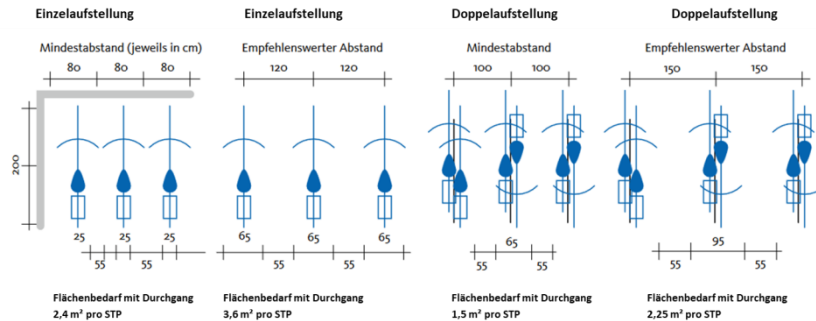 Einzelaufstellung
Einzelaufstellung
Doppelaufstellung
Doppelaufstellung
Mindestabstand (jeweils in cm)
Empfehlenswerter Abstand
Mindestabstand
Empfehlenswerter Abstand
80 80 80
120 120
100 100
150 150
200
25 25 25
65 65 65
65
95
55 55
55 55
55 55
55 55
Flächenbedarf mit Durchgang
2,4 m² pro STP
Flächenbedarf mit Durchgang
3,6 m² pro STP
Flächenbedarf mit Durchgang
1,5 m² pro STP
Flächenbedarf mit Durchgang
2,25 m² pro STP